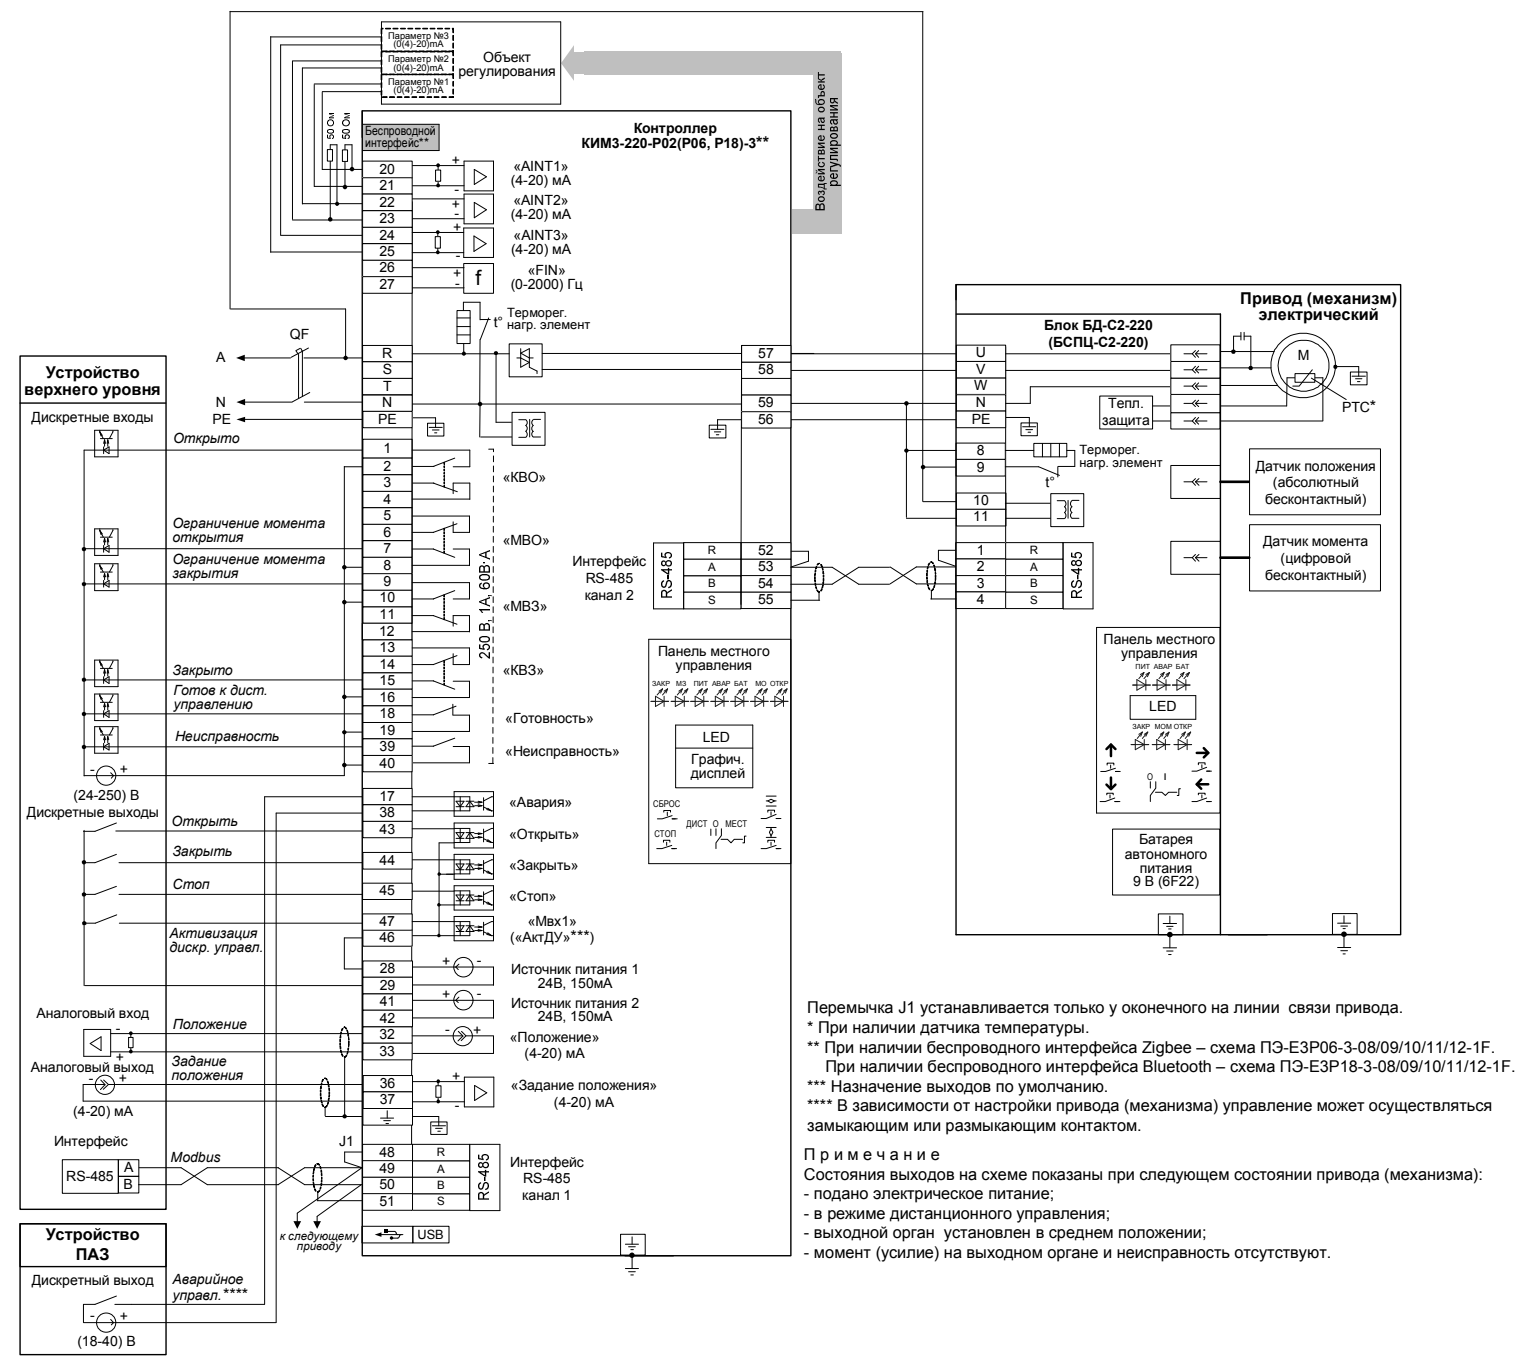 Параметр №3
(0(4)-20)mA
Параметр №2
(0(4)-20)mA
Параметр №1
(0(4)-20)mA
Объект
регулирования
Воздействие на объект
регулирования
50 Ом
50 Ом
Беспроводной
интерфейс**
Контроллер
КИМ3-220-P02(P06, P18)-3**
20
21
22
23
24
25
26
27
+
-
«AINT1»
(4-20) мА
+
-
«AINT2»
(4-20) мА
+
-
«AINT3»
(4-20) мА
+
-
f
«FIN»
(0-2000) Гц
t°
Терморег.
нагр. элемент
QF
A
N
PE
R
S
T
N
PE
57
58
59
56
Устройство
верхнего уровня
Дискретные входы
Открыто
Ограничение момента
открытия
Ограничение момента
закрытия
Закрыто
Готов к дист.
управлению
Неисправность
- +
(24-250) В
1
2
3
4
5
6
7
8
9
10
11
12
13
14
15
16
18
19
39
40
«КВО»
«МВО»
«МВЗ»
«КВЗ»
«Готовность»
«Неисправность»
250 В, 1А, 60В·А
Интерфейс
RS-485
канал 2
RS-485
R
A
B
S
52
53
54
55
Панель местного
управления
ЗАКР МЗ ПИТ АВАР БАТ МО ОТКР
LED
Графич.
дисплей
СБРОС
СТОП
ДИСТ О МЕСТ
Дискретные выходы
Открыть
Закрыть
Стоп
Активизация
дискр. управл.
17
38
43
44
45
47
46
«Авария»
«Открыть»
«Закрыть»
«Стоп»
«Мвх1»
(«АктДУ»***)
28
29
41
42
32
33
36
37
+ -
Источник питания 1
24В, 150мА
+ -
Источник питания 2
24В, 150мА
- +
«Положение»
(4-20) мА
+
-
«Задание положения»
(4-20) мА
Аналоговый вход
-
+
Положение
Аналоговый выход
- +
(4-20) мА
Задание
положения
Интерфейс
RS-485
A
B
Modbus
J1
48
49
50
51
R
A
B
S
RS-485
Интерфейс
RS-485
канал 1
к следующему
приводу
USB
Устройство
ПАЗ
Дискретный выход
Аварийное
управл.****
- +
(18-40) В
Привод (механизм)
электрический
Блок БД-С2-220
(БСПЦ-С2-220)
U
V
W
N
PE
M
PTC*
Тепл.
защита
8
9
t°
Терморег.
нагр. элемент
10
11
Датчик положения
(абсолютный
бесконтактный)
Датчик момента
(цифровой
бесконтактный)
1
2
3
4
R
A
B
S
RS-485
Панель местного
управления
ПИТ АВАР БАТ
LED
ЗАКР МОМ ОТКР
O I
Батарея
автономного
питания
9 В (6F22)
Перемычка J1 устанавливается только у оконечного на линии связи привода.
* При наличии датчика температуры.
** При наличии беспроводного интерфейса Zigbee – схема ПЭ-Е3Р06-3-08/09/10/11/12-1F.
При наличии беспроводного интерфейса Bluetooth – схема ПЭ-Е3Р18-3-08/09/10/11/12-1F.
*** Назначение выходов по умолчанию.
**** В зависимости от настройки привода (механизма) управление может осуществляться
замыкающим или размыкающим контактом.
Примечание
Состояния выходов на схеме показаны при следующем состоянии привода (механизма):
- подано электрическое питание;
- в режиме дистанционного управления;
- выходной орган установлен в среднем положении;
- момент (усилие) на выходном органе и неисправность отсутствуют.